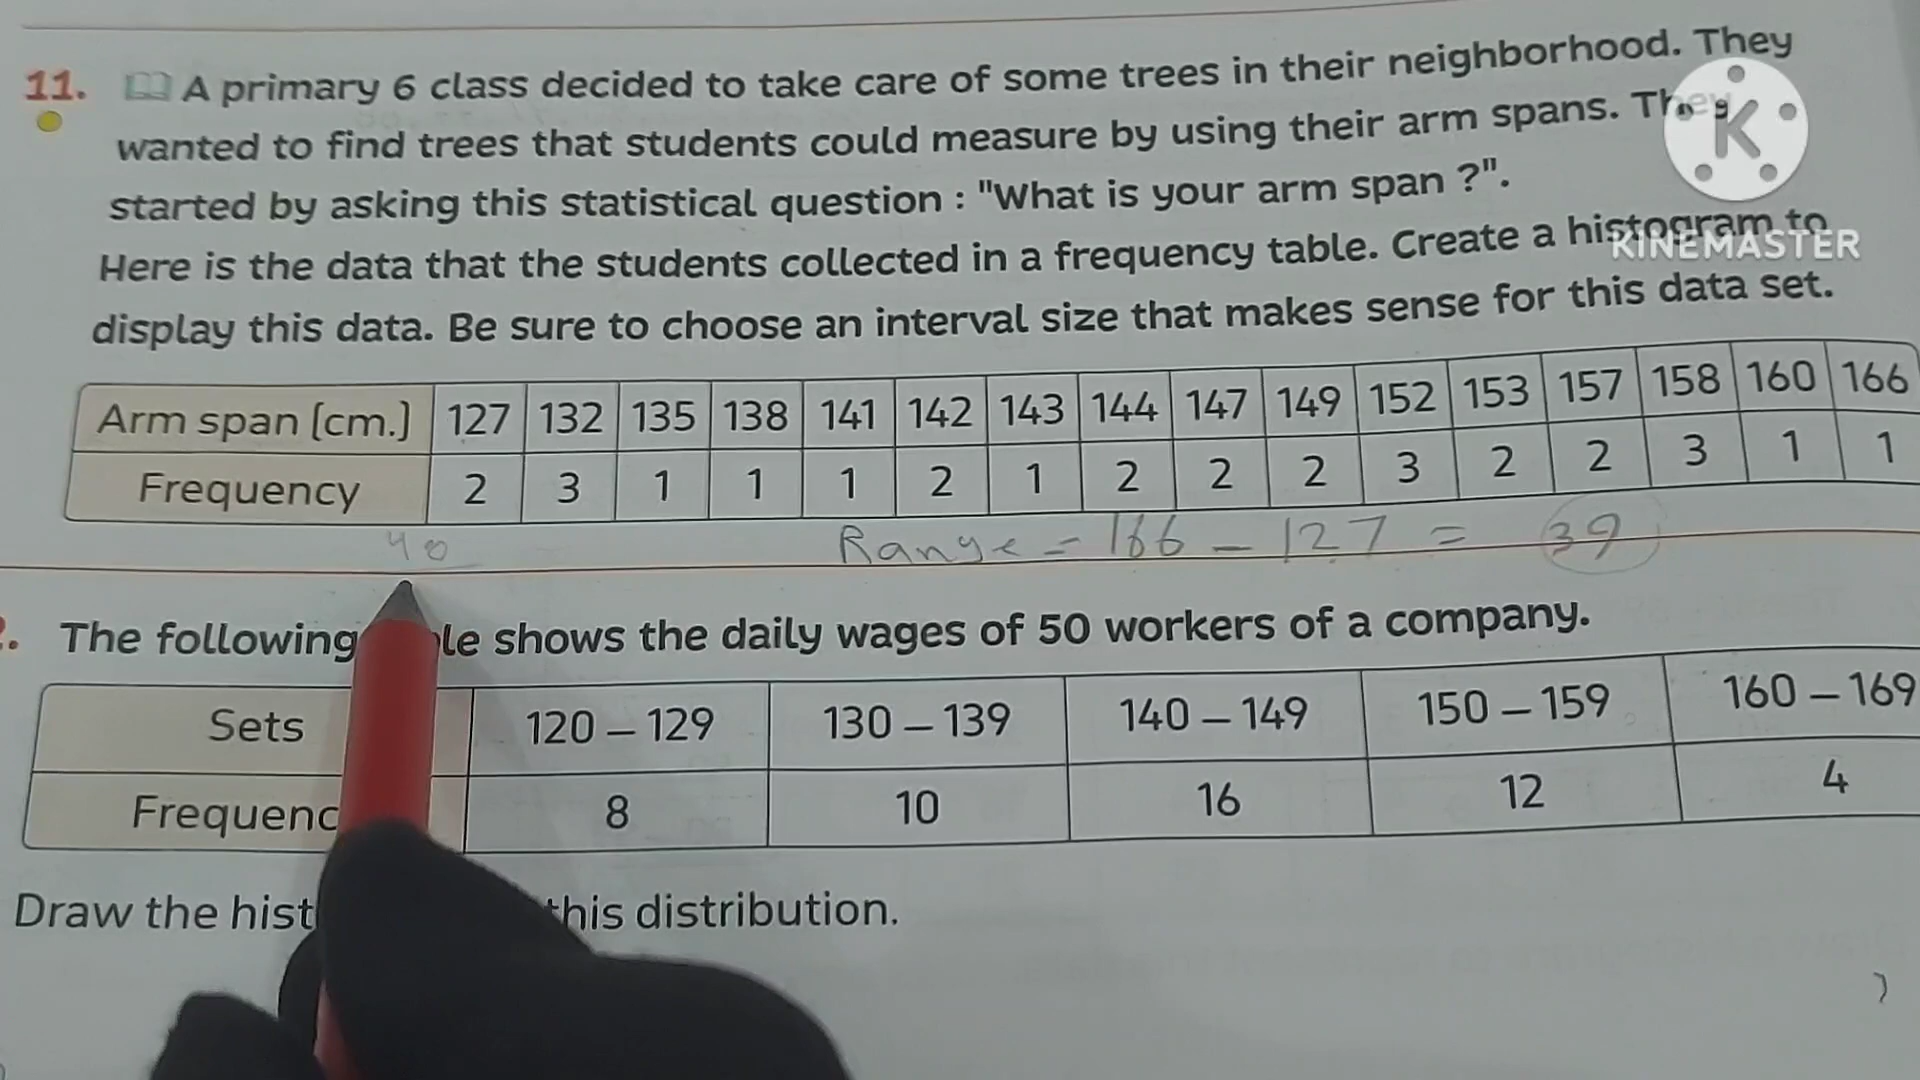 11. A primary 6 class decided to take care of some trees in their neighborhood. They
wanted to find trees that students could measure by using their arm spans. They
started by asking this statistical question : "What is your arm span ?".
Here is the data that the students collected in a frequency table. Create a histogram to
display this data. Be sure to choose an interval size that makes sense for this data set.
K
KINEMASTER
Arm span (cm.) 127 132 135 138 141 142 143 144 147 149 152 153 157 158 160 166
Frequency 2 3 1 1 1 2 1 2 2 2 3 2 2 3 1 1
40
Range = 166 - 127 = 39
. The following le shows the daily wages of 50 workers of a company.
Sets 120 – 129 130 – 139 140 – 149 150 – 159 160 – 169
Frequenc 8 10 16 12 4
Draw the hist this distribution.